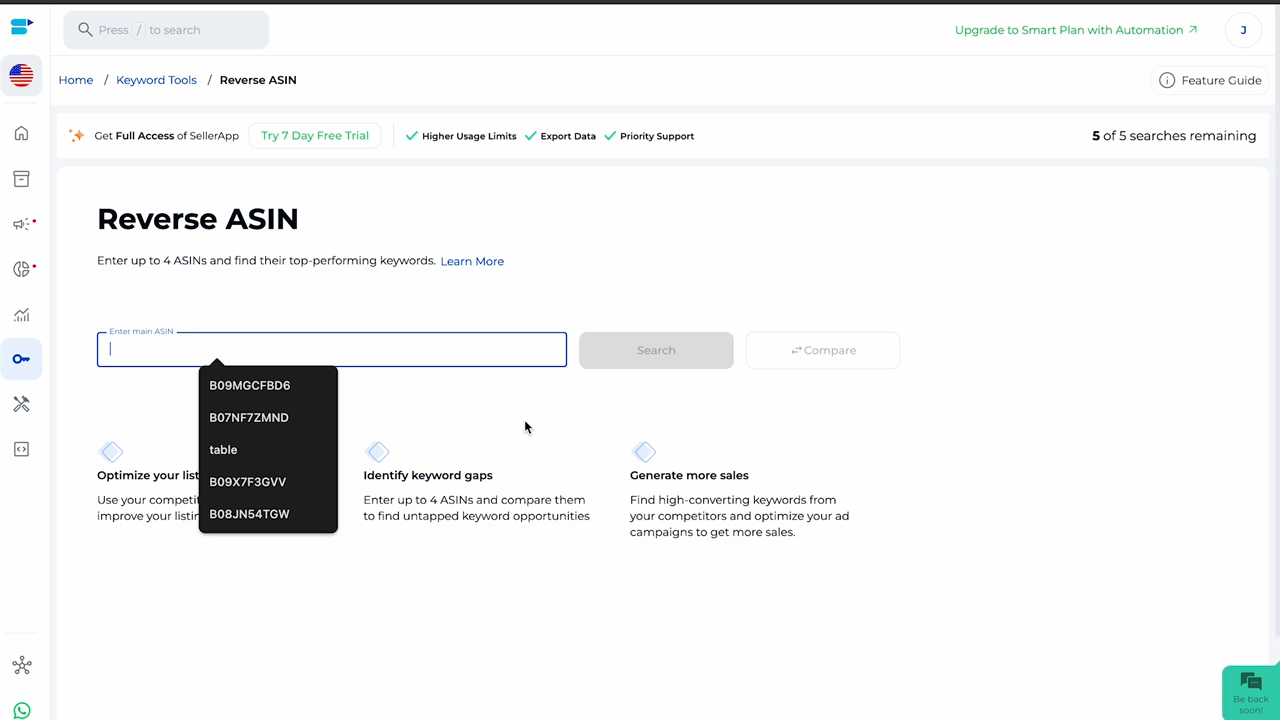 Press / to search
Upgrade to Smart Plan with Automation
J
Home / Keyword Tools / Reverse ASIN
Feature Guide
Get Full Access of SellerApp
Try 7 Day Free Trial
Higher Usage Limits
Export Data
Priority Support
5 of 5 searches remaining
Reverse ASIN
Enter up to 4 ASINs and find their top-performing keywords. Learn More
Enter main ASIN
Search
Compare
B09MGCFBD6
B07NF7ZMND
table
B09X7F3GVV
B08JN54TGW
Optimize your list
Use your competit
improve your listin
Identify keyword gaps
Enter up to 4 ASINs and compare them
to find untapped keyword opportunities
Generate more sales
Find high-converting keywords from
your competitors and optimize your ad
campaigns to get more sales.
Be back
soon!